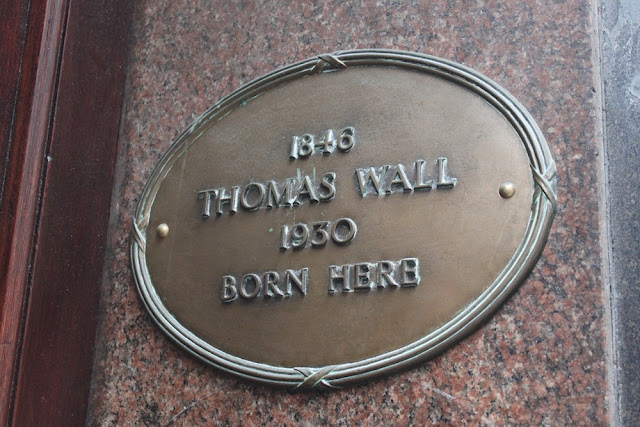 1846
THOMAS WALL
1930
BORN HERE